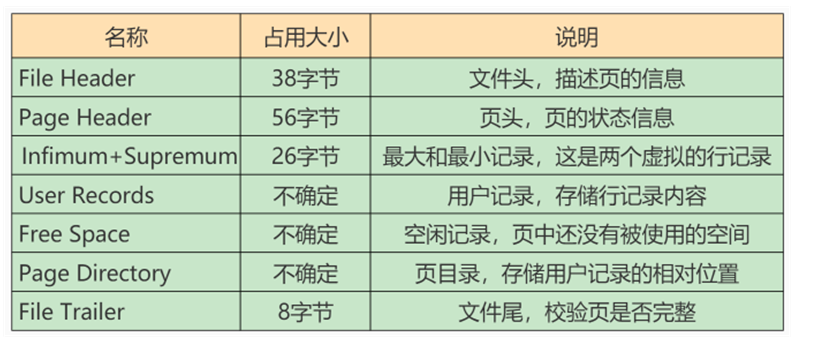 名称 占用大小 说明
File Header 38字节 文件头，描述页的信息
Page Header 56字节 页头，页的状态信息
Infimum+Supremum 26字节 最大和最小记录，这是两个虚拟的行记录
User Records 不确定 用户记录，存储行记录内容
Free Space 不确定 空闲记录，页中还没有被使用的空间
Page Directory 不确定 页目录，存储用户记录的相对位置
File Trailer 8字节 文件尾，校验页是否完整